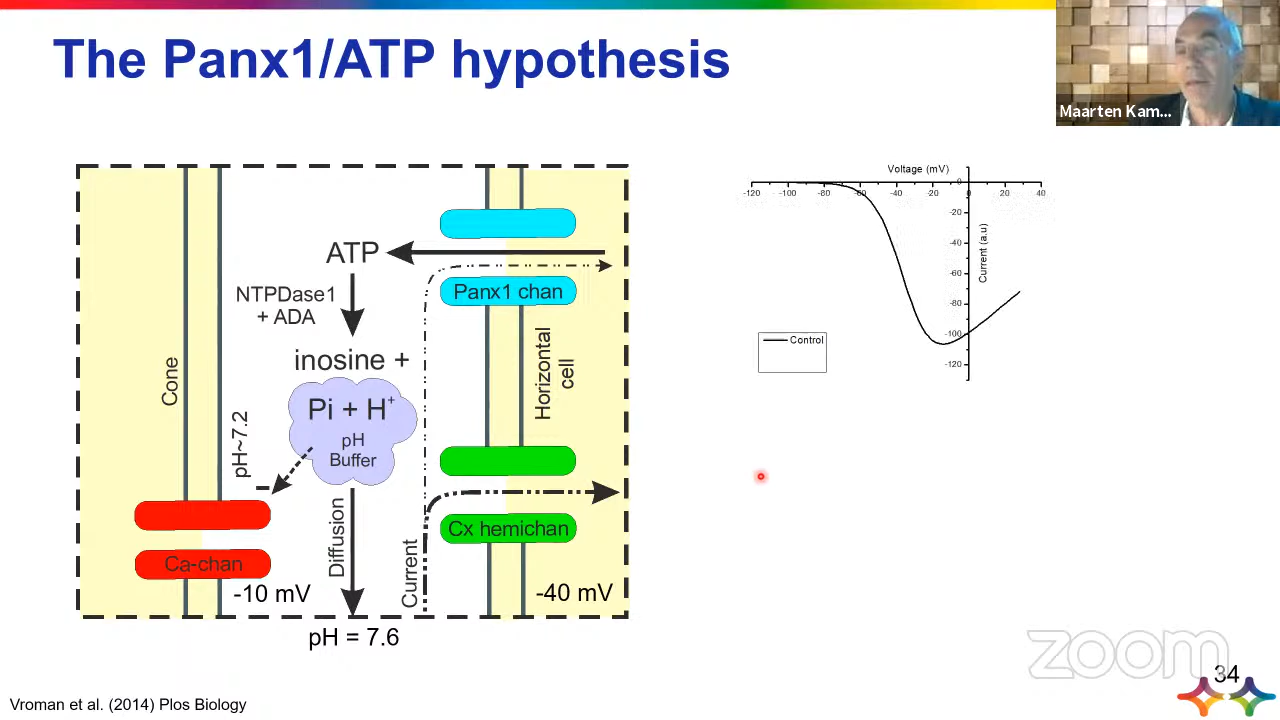 The Panx1/ATP hypothesis
Maarten Kam...
ATP
NTPDase1
+ ADA
inosine +
Pi + H+
pH
Buffer
Cone
pH~7.2
Ca-chan
-10 mV
Diffusion
pH = 7.6
Current
Panx1 chan
Horizontal
cell
Cx hemichan
-40 mV
Voltage (mV)
-120 -100 -80 -60 -40 -20 0 20 40
0
-20
-40
-60
-80
-100
-120
Current (a.u)
Control
zoom
34
Vroman et al. (2014) Plos Biology